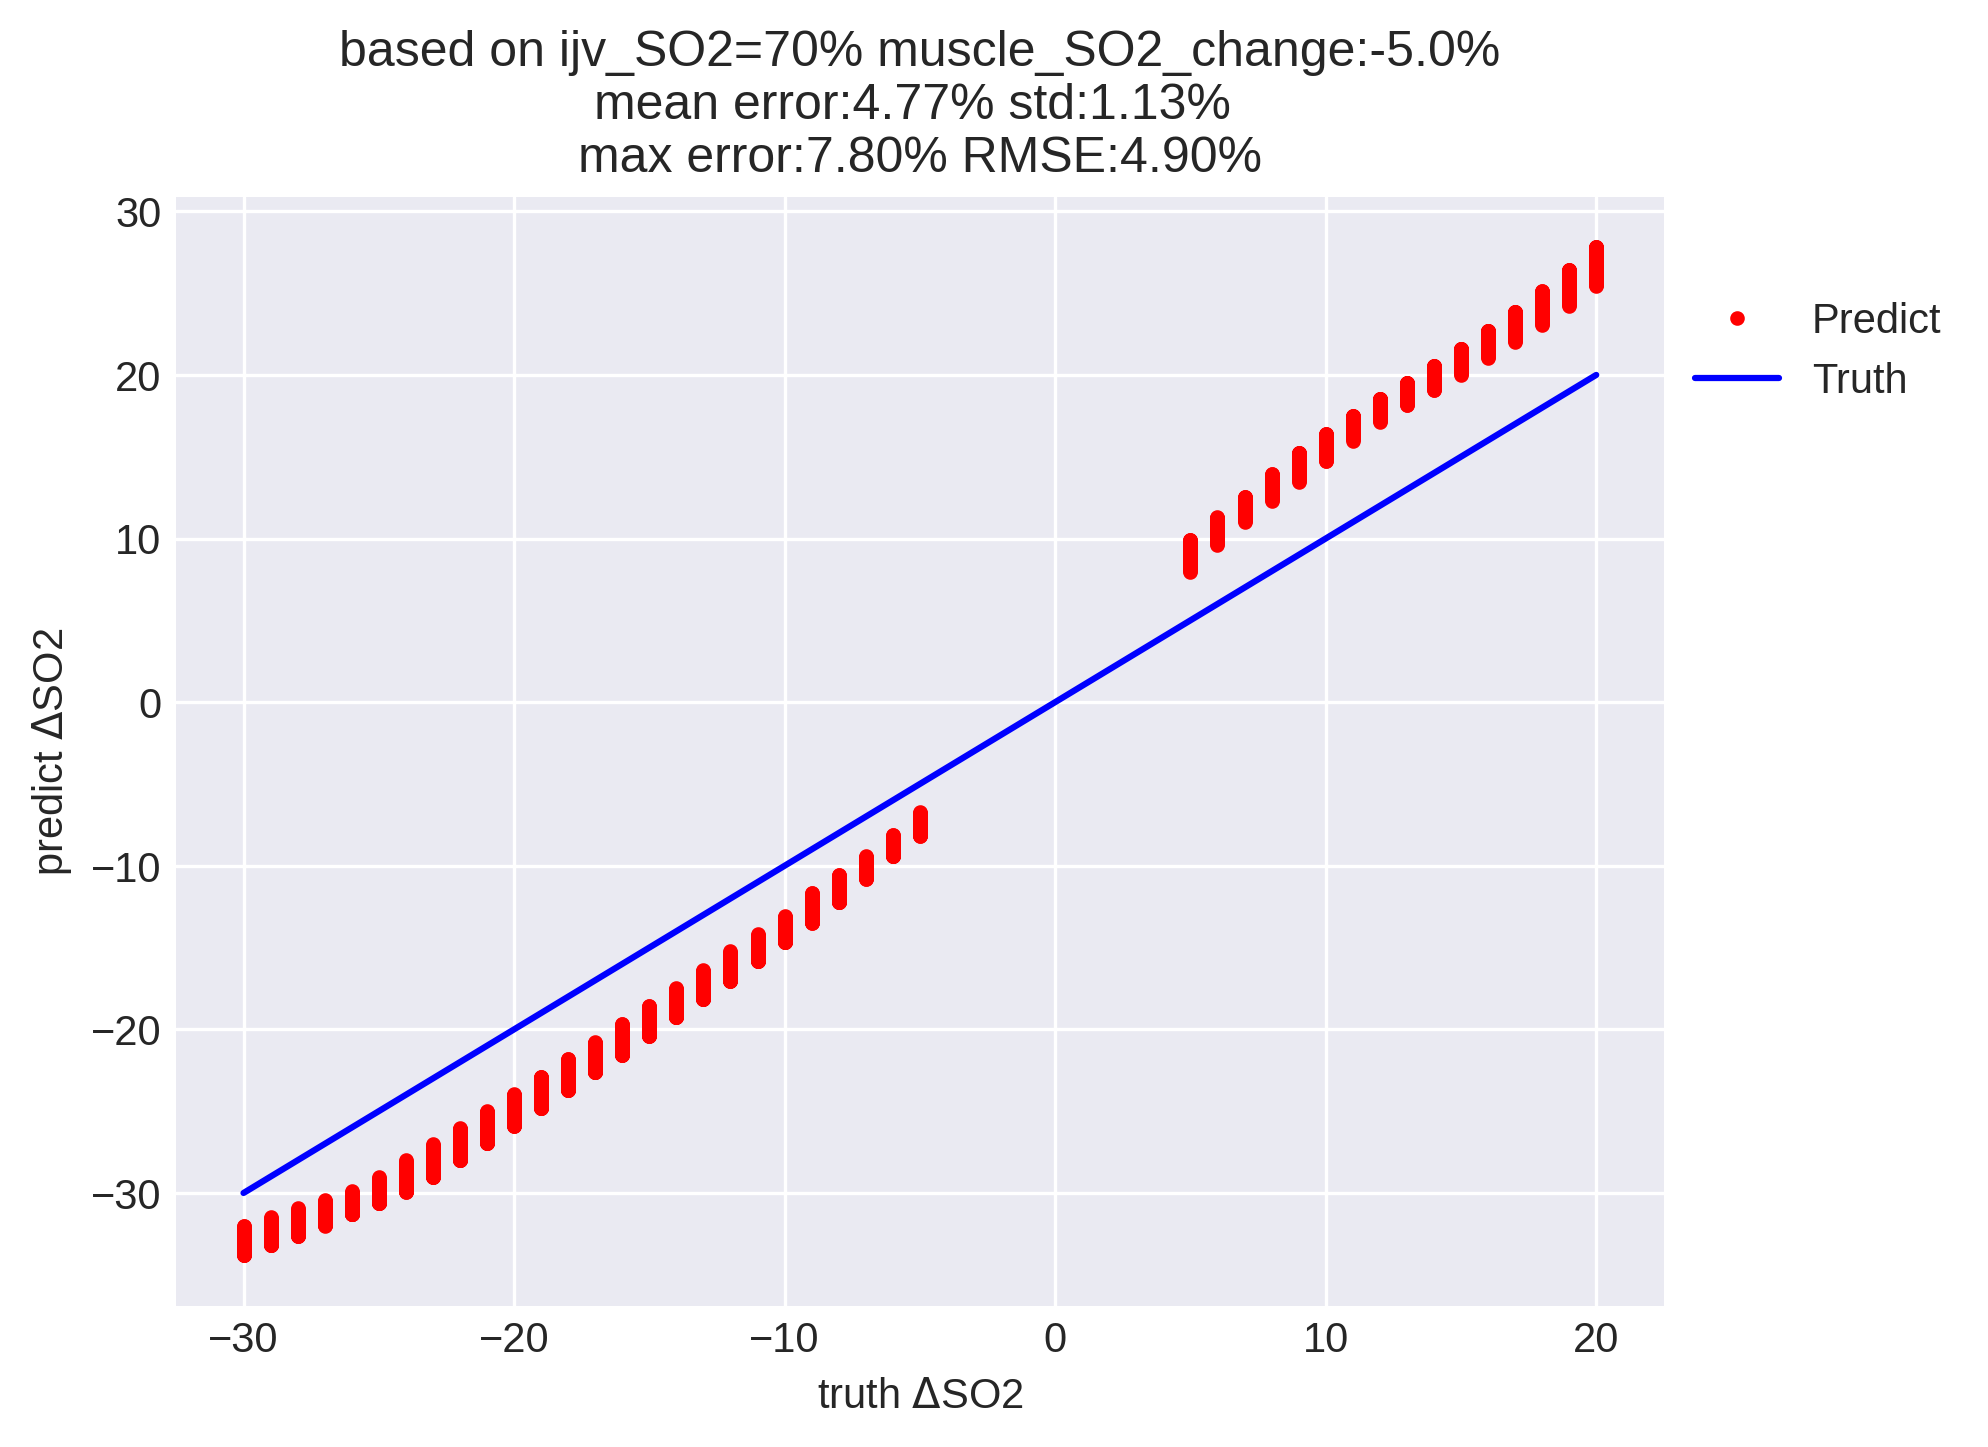 based on ijv_SO2=70% muscle_SO2_change:-5.0%
mean error:4.77% std:1.13%
max error:7.80% RMSE:4.90%
30
20
10
0
−10
−20
−30
predict ΔSO2
−30
−20
−10
0
10
20
truth ΔSO2
Predict
Truth